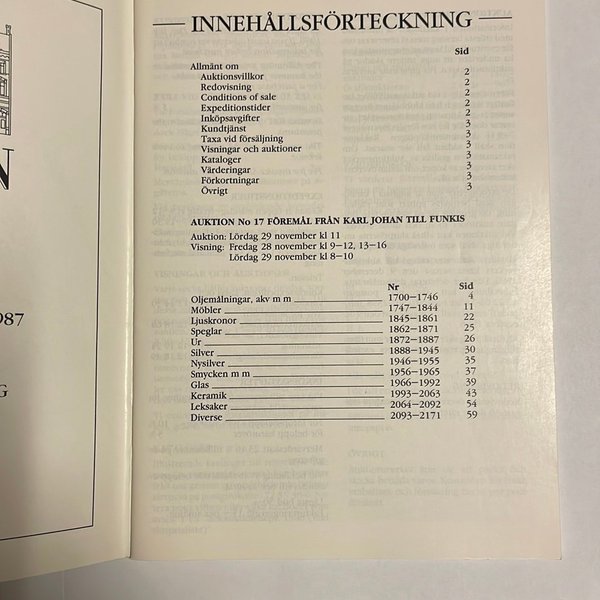 N
987
G
INNEHÅLLSFÖRTECKNING
Sid
Allmänt om
Auktionsvillkor 2
Redovisning 2
Conditions of sale 2
Expeditionstider 2
Inköpsavgifter 2
Kundtjänst 3
Taxa vid försäljning 3
Visningar och auktioner 3
Kataloger 3
Värderingar 3
Förkortningar 3
Övrigt 3
AUKTION No 17 FÖREMÅL FRÅN KARL JOHAN TILL FUNKIS
Auktion: Lördag 29 november kl 11
Visning: Fredag 28 november kl 9–12, 13–16
Lördag 29 november kl 8–10
Nr Sid
Oljemålningar, akv m m 1700–1746 4
Möbler 1747–1844 11
Ljuskronor 1845–1861 22
Speglar 1862–1871 25
Ur 1872–1887 26
Silver 1888–1945 30
Nysilver 1946–1955 35
Smycken m m 1956–1965 37
Glas 1966–1992 39
Keramik 1993–2063 43
Leksaker 2064–2092 54
Diverse 2093–2171 59